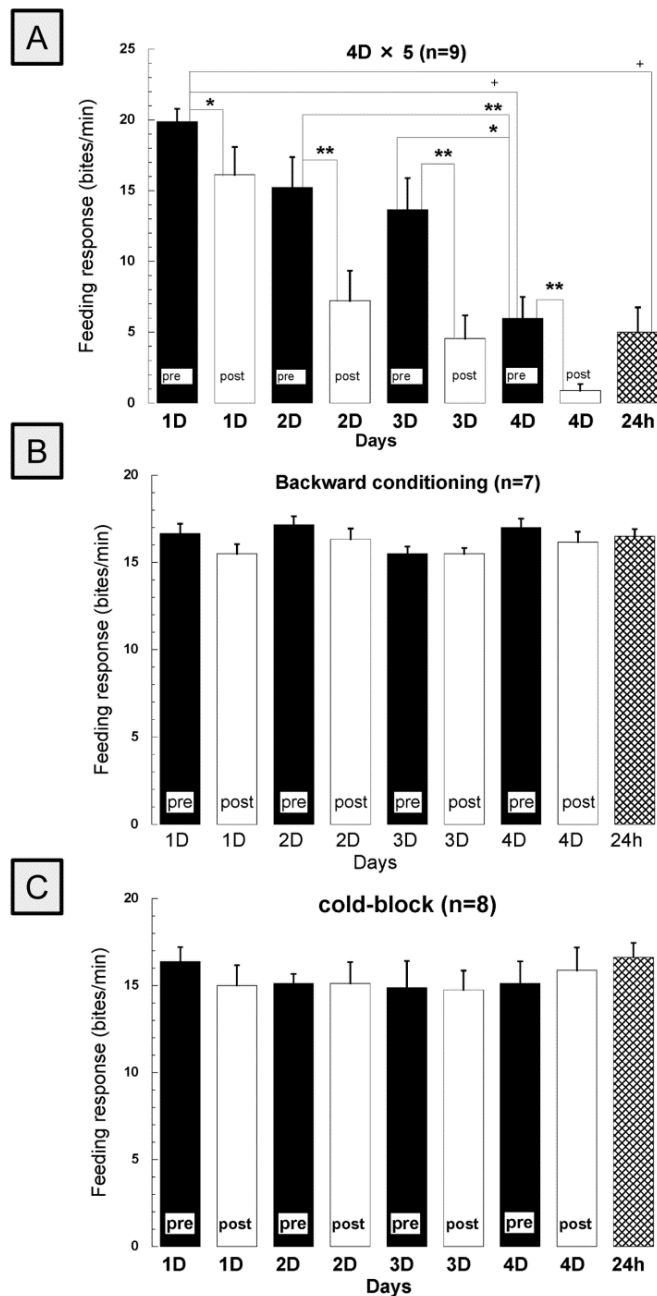 A
4D × 5 (n=9)
Feeding response (bites/min)
25
20
15
10
5
0
+
+
*
**
*
**
**
**
pre
post
pre
post
pre
post
pre
post
1D 1D 2D 2D 3D 3D 4D 4D 24h
Days
B
Backward conditioning (n=7)
Feeding response (bites/min)
20
15
10
5
0
pre post pre post pre post pre post
1D 1D 2D 2D 3D 3D 4D 4D 24h
Days
C
cold-block (n=8)
Feeding response (bites/min)
20
15
10
5
0
pre post pre post pre post pre post
1D 1D 2D 2D 3D 3D 4D 4D 24h
Days